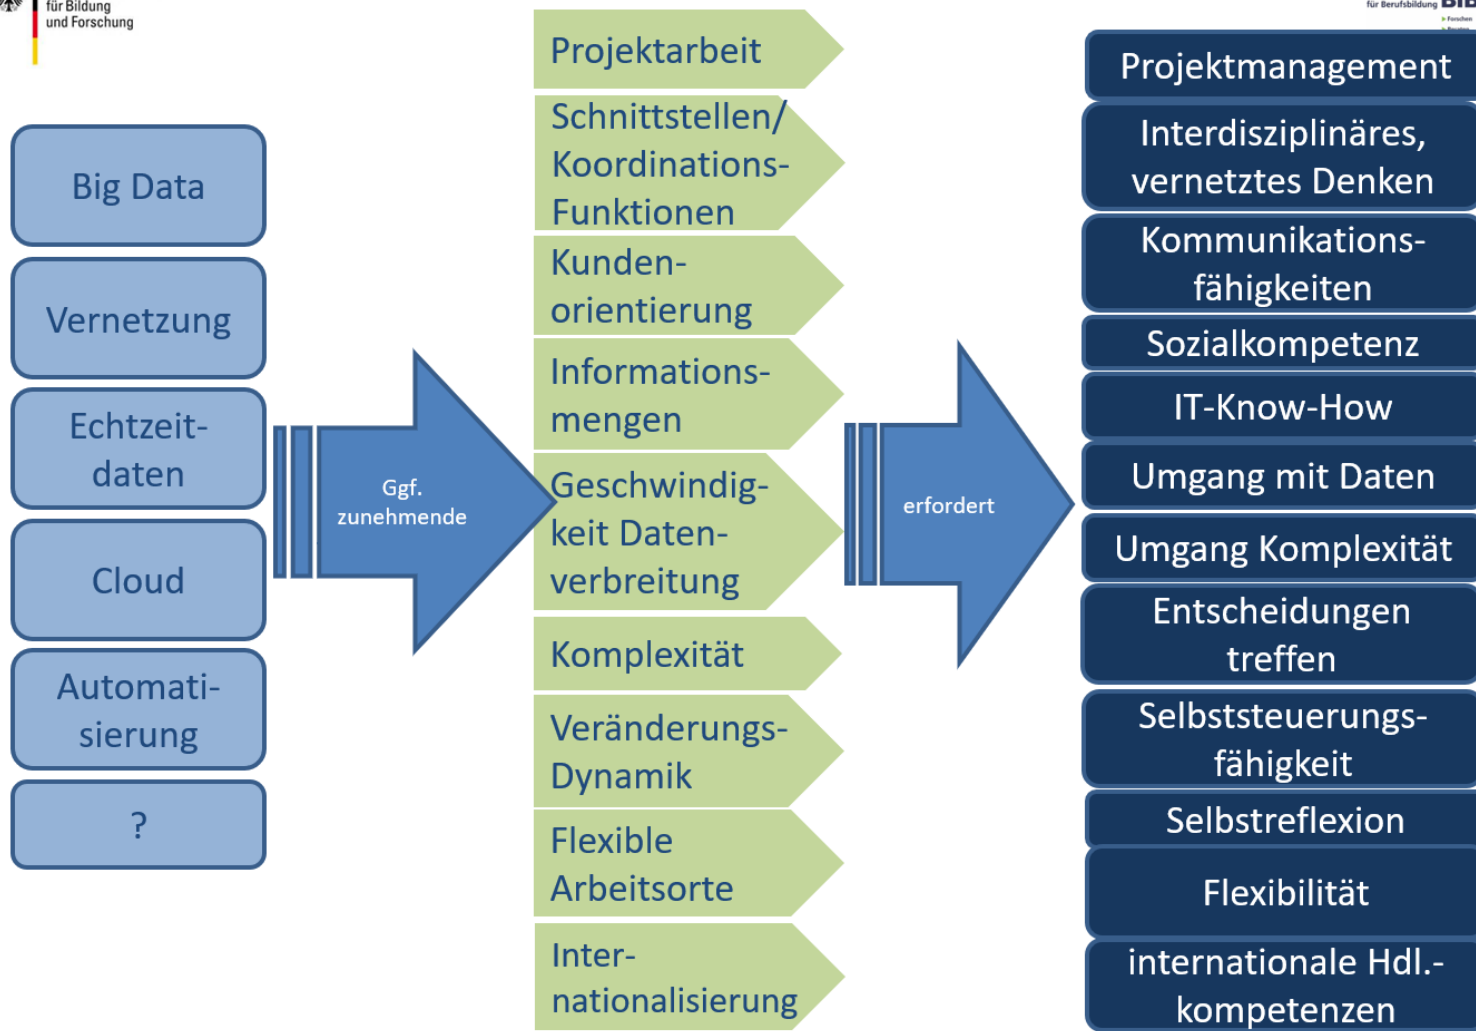 für Bildung
und Forschung
für Berufsbildung
Forschen
Big Data
Vernetzung
Echtzeit-
daten
Cloud
Automati-
sierung
?
Ggf.
zunehmende
Projektarbeit
Schnittstellen/
Koordinations-
Funktionen
Kunden-
orientierung
Informations-
mengen
Geschwindig-
keit Daten-
verbreitung
Komplexität
Veränderungs-
Dynamik
Flexible
Arbeitsorte
Inter-
nationalisierung
erfordert
Projektmanagement
Interdisziplinäres,
vernetztes Denken
Kommunikations-
fähigkeiten
Sozialkompetenz
IT-Know-How
Umgang mit Daten
Umgang Komplexität
Entscheidungen
treffen
Selbststeuerungs-
fähigkeit
Selbstreflexion
Flexibilität
internationale Hdl.-
kompetenzen